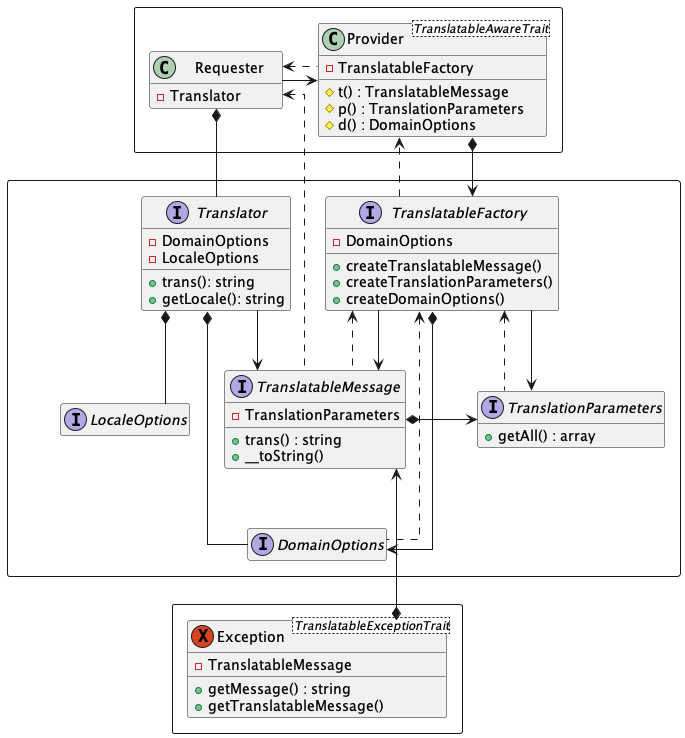 C Requester
Translator
C Provider
TranslatableAwareTrait
TranslatableFactory
t() : TranslatableMessage
p() : TranslationParameters
d() : DomainOptions
I Translator
DomainOptions
LocaleOptions
trans(): string
getLocale(): string
I TranslatableFactory
DomainOptions
createTranslatableMessage()
createTranslationParameters()
createDomainOptions()
I LocaleOptions
I TranslatableMessage
TranslationParameters
trans() : string
__toString()
I TranslationParameters
getAll() : array
I DomainOptions
X Exception
TranslatableExceptionTrait
TranslatableMessage
getMessage() : string
getTranslatableMessage()